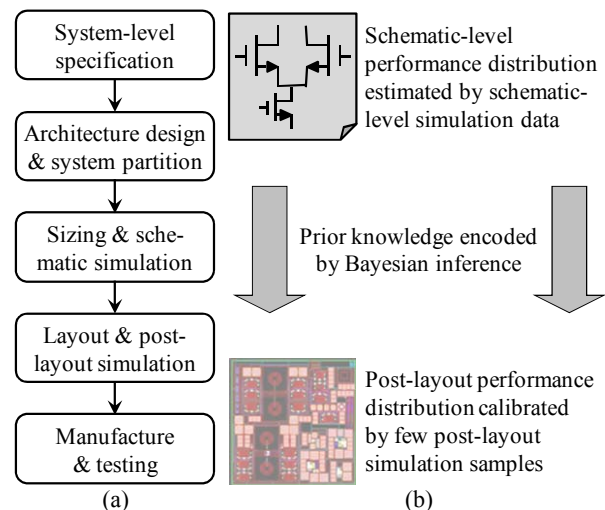 System-level
specification
Architecture design
& system partition
Sizing & sche-
matic simulation
Layout & post-
layout simulation
Manufacture
& testing
(a)
Schematic-level
performance distribution
estimated by schematic-
level simulation data
Prior knowledge encoded
by Bayesian inference
Post-layout performance
distribution calibrated
by few post-layout
simulation samples
(b)